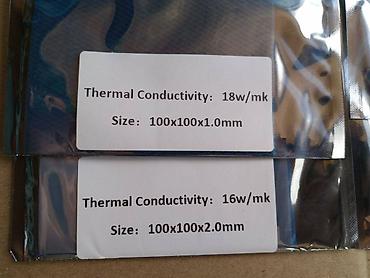 Thermal Conductivity： 18w/mk
Size： 100x100x1.0mm
Thermal Conductivity： 16w/mk
Size： 100x100x2.0mm